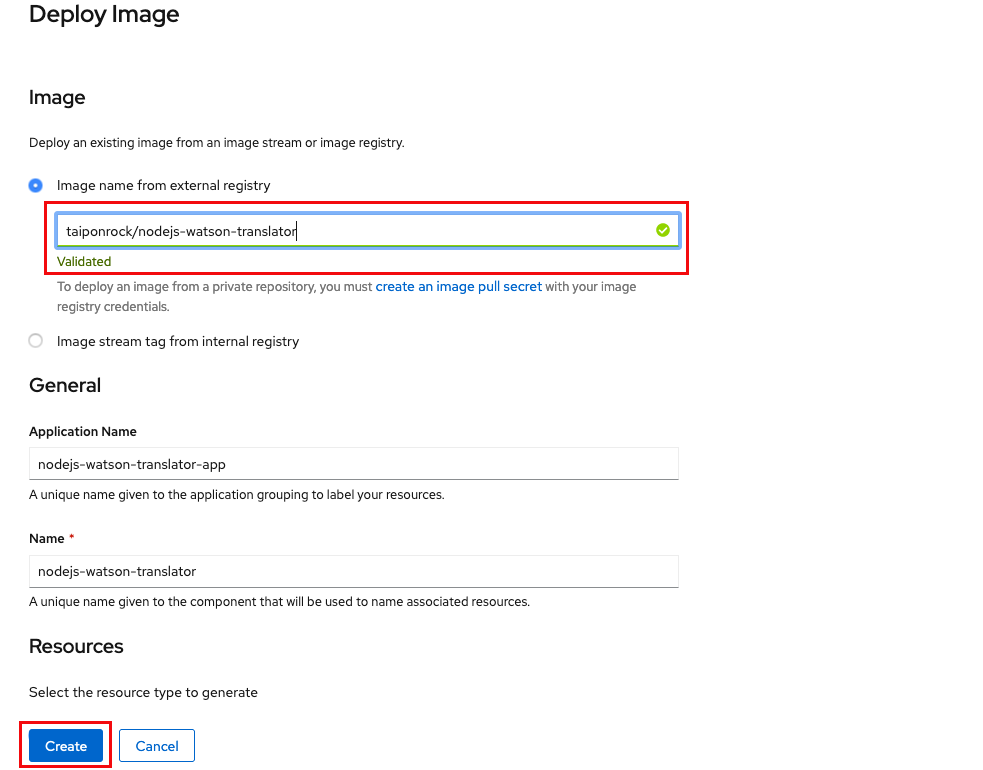 Deploy Image
Image
Deploy an existing image from an image stream or image registry.
Image name from external registry
taiponrock/nodejs-watson-translator
Validated
To deploy an image from a private repository, you must create an image pull secret with your image
registry credentials.
Image stream tag from internal registry
General
Application Name
nodejs-watson-translator-app
A unique name given to the application grouping to label your resources.
Name *
nodejs-watson-translator
A unique name given to the component that will be used to name associated resources.
Resources
Select the resource type to generate
Create Cancel